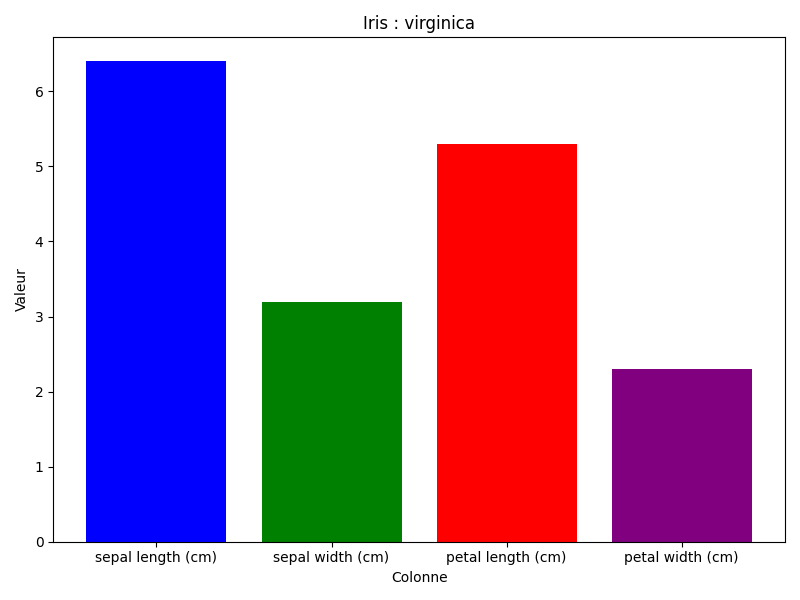 Iris : virginica
6
5
4
3
2
1
0
Valeur
sepal length (cm) sepal width (cm) petal length (cm) petal width (cm)
Colonne